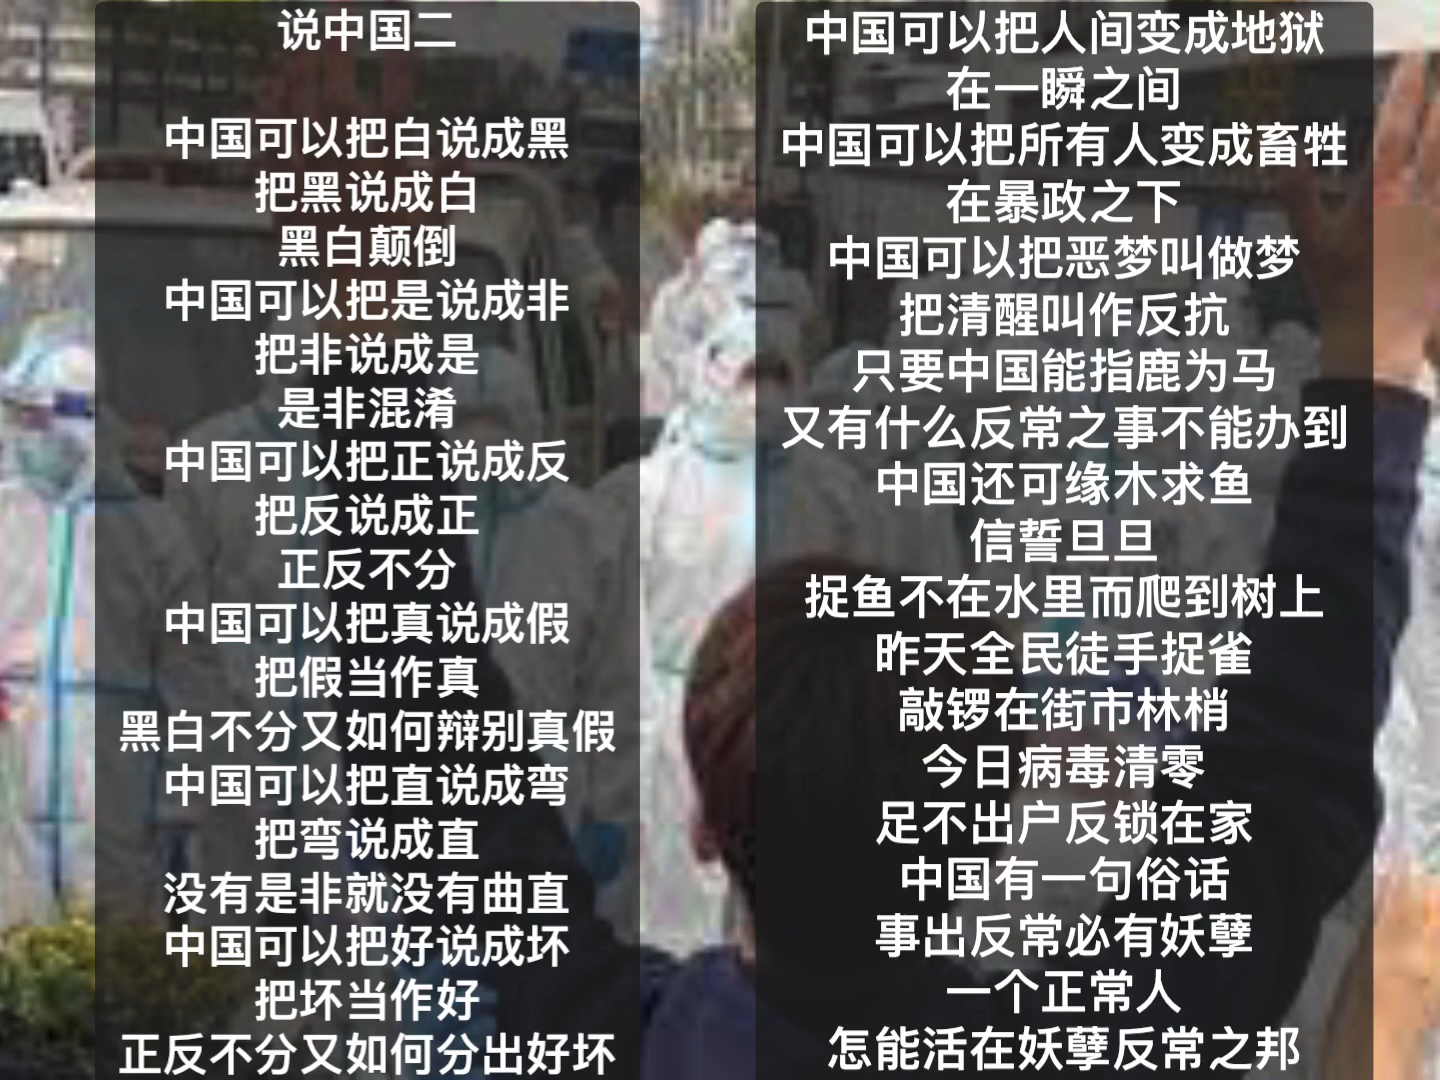 说中国二
中国可以把白说成黑
把黑说成白
黑白颠倒
中国可以把是说成非
把非说成是
是非混淆
中国可以把正说成反
把反说成正
正反不分
中国可以把真说成假
把假当作真
黑白不分又如何辩别真假
中国可以把直说成弯
把弯说成直
没有是非就没有曲直
中国可以把好说成坏
把坏当作好
正反不分又如何分出好坏
中国可以把人间变成地狱
在一瞬之间
中国可以把所有人变成畜牲
在暴政之下
中国可以把恶梦叫做梦
把清醒叫作反抗
只要中国能指鹿为马
又有什么反常之事不能办到
中国还可缘木求鱼
信誓旦旦
捉鱼不在水里而爬到树上
昨天全民徒手捉雀
敲锣在街市林梢
今日病毒清零
足不出户反锁在家
中国有一句俗话
事出反常必有妖孽
一个正常人
怎能活在妖孽反常之邦